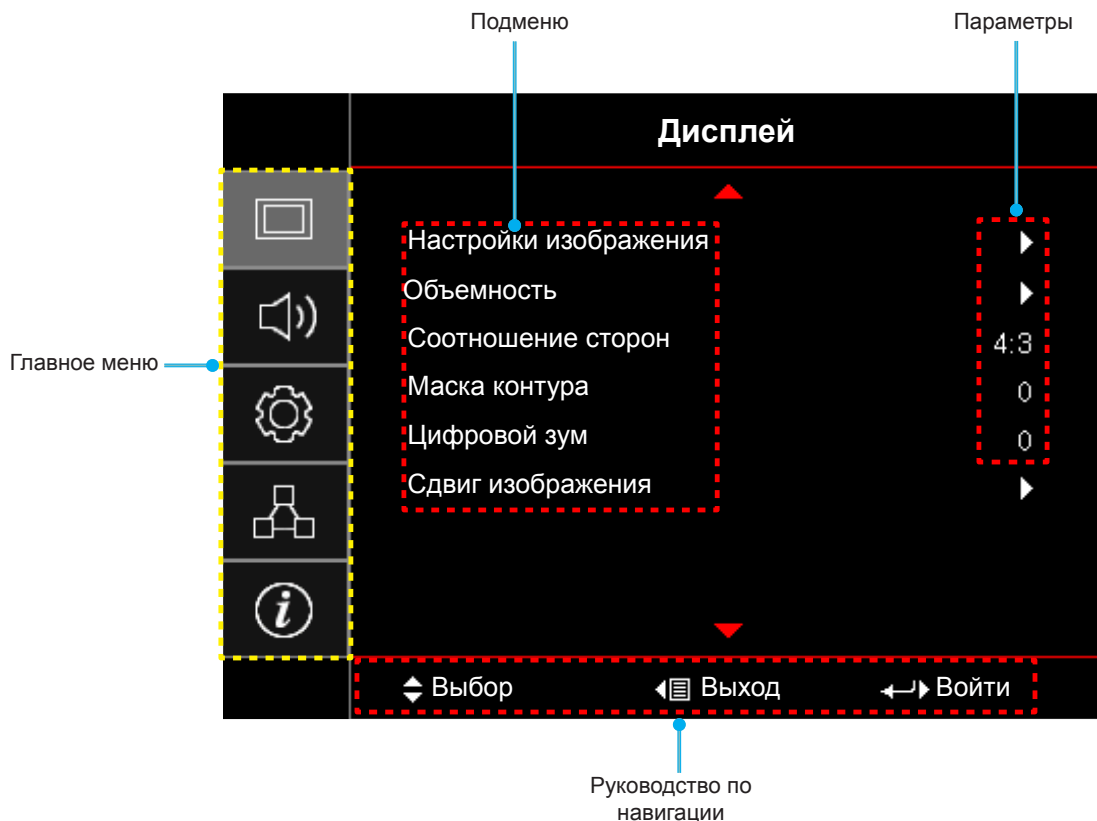 Подменю
Параметры
Дисплей
Настройки изображения
Объемность
Соотношение сторон 4:3
Маска контура 0
Цифровой зум 0
Сдвиг изображения
Главное меню
Выбор Выход Войти
Руководство по
навигации